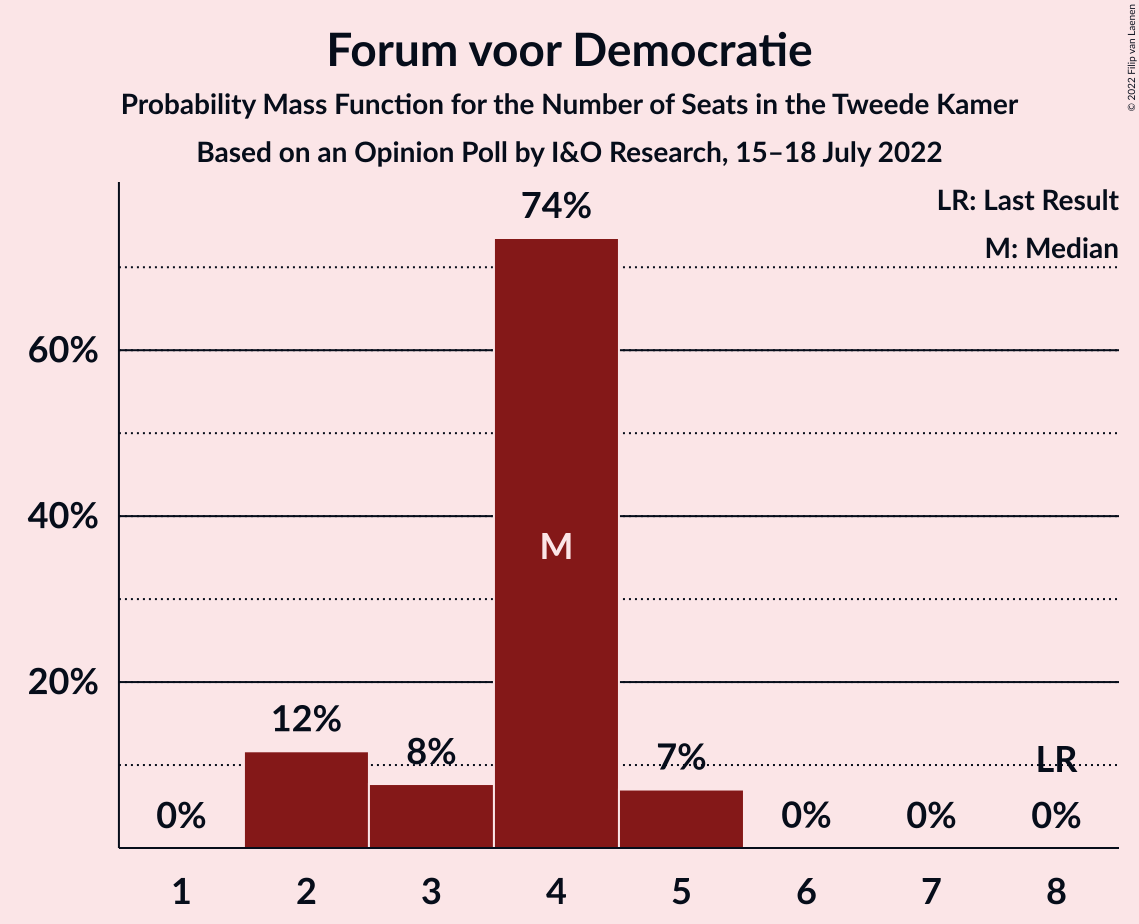 Forum voor Democratie
Probability Mass Function for the Number of Seats in the Tweede Kamer
Based on an Opinion Poll by I&O Research, 15–18 July 2022
© 2022 Filip van Laenen
LR: Last Result
M: Median
74%
60%
40%
M
20%
12%
8%
7%
LR
0%
0%
0%
0%
1 2 3 4 5 6 7 8